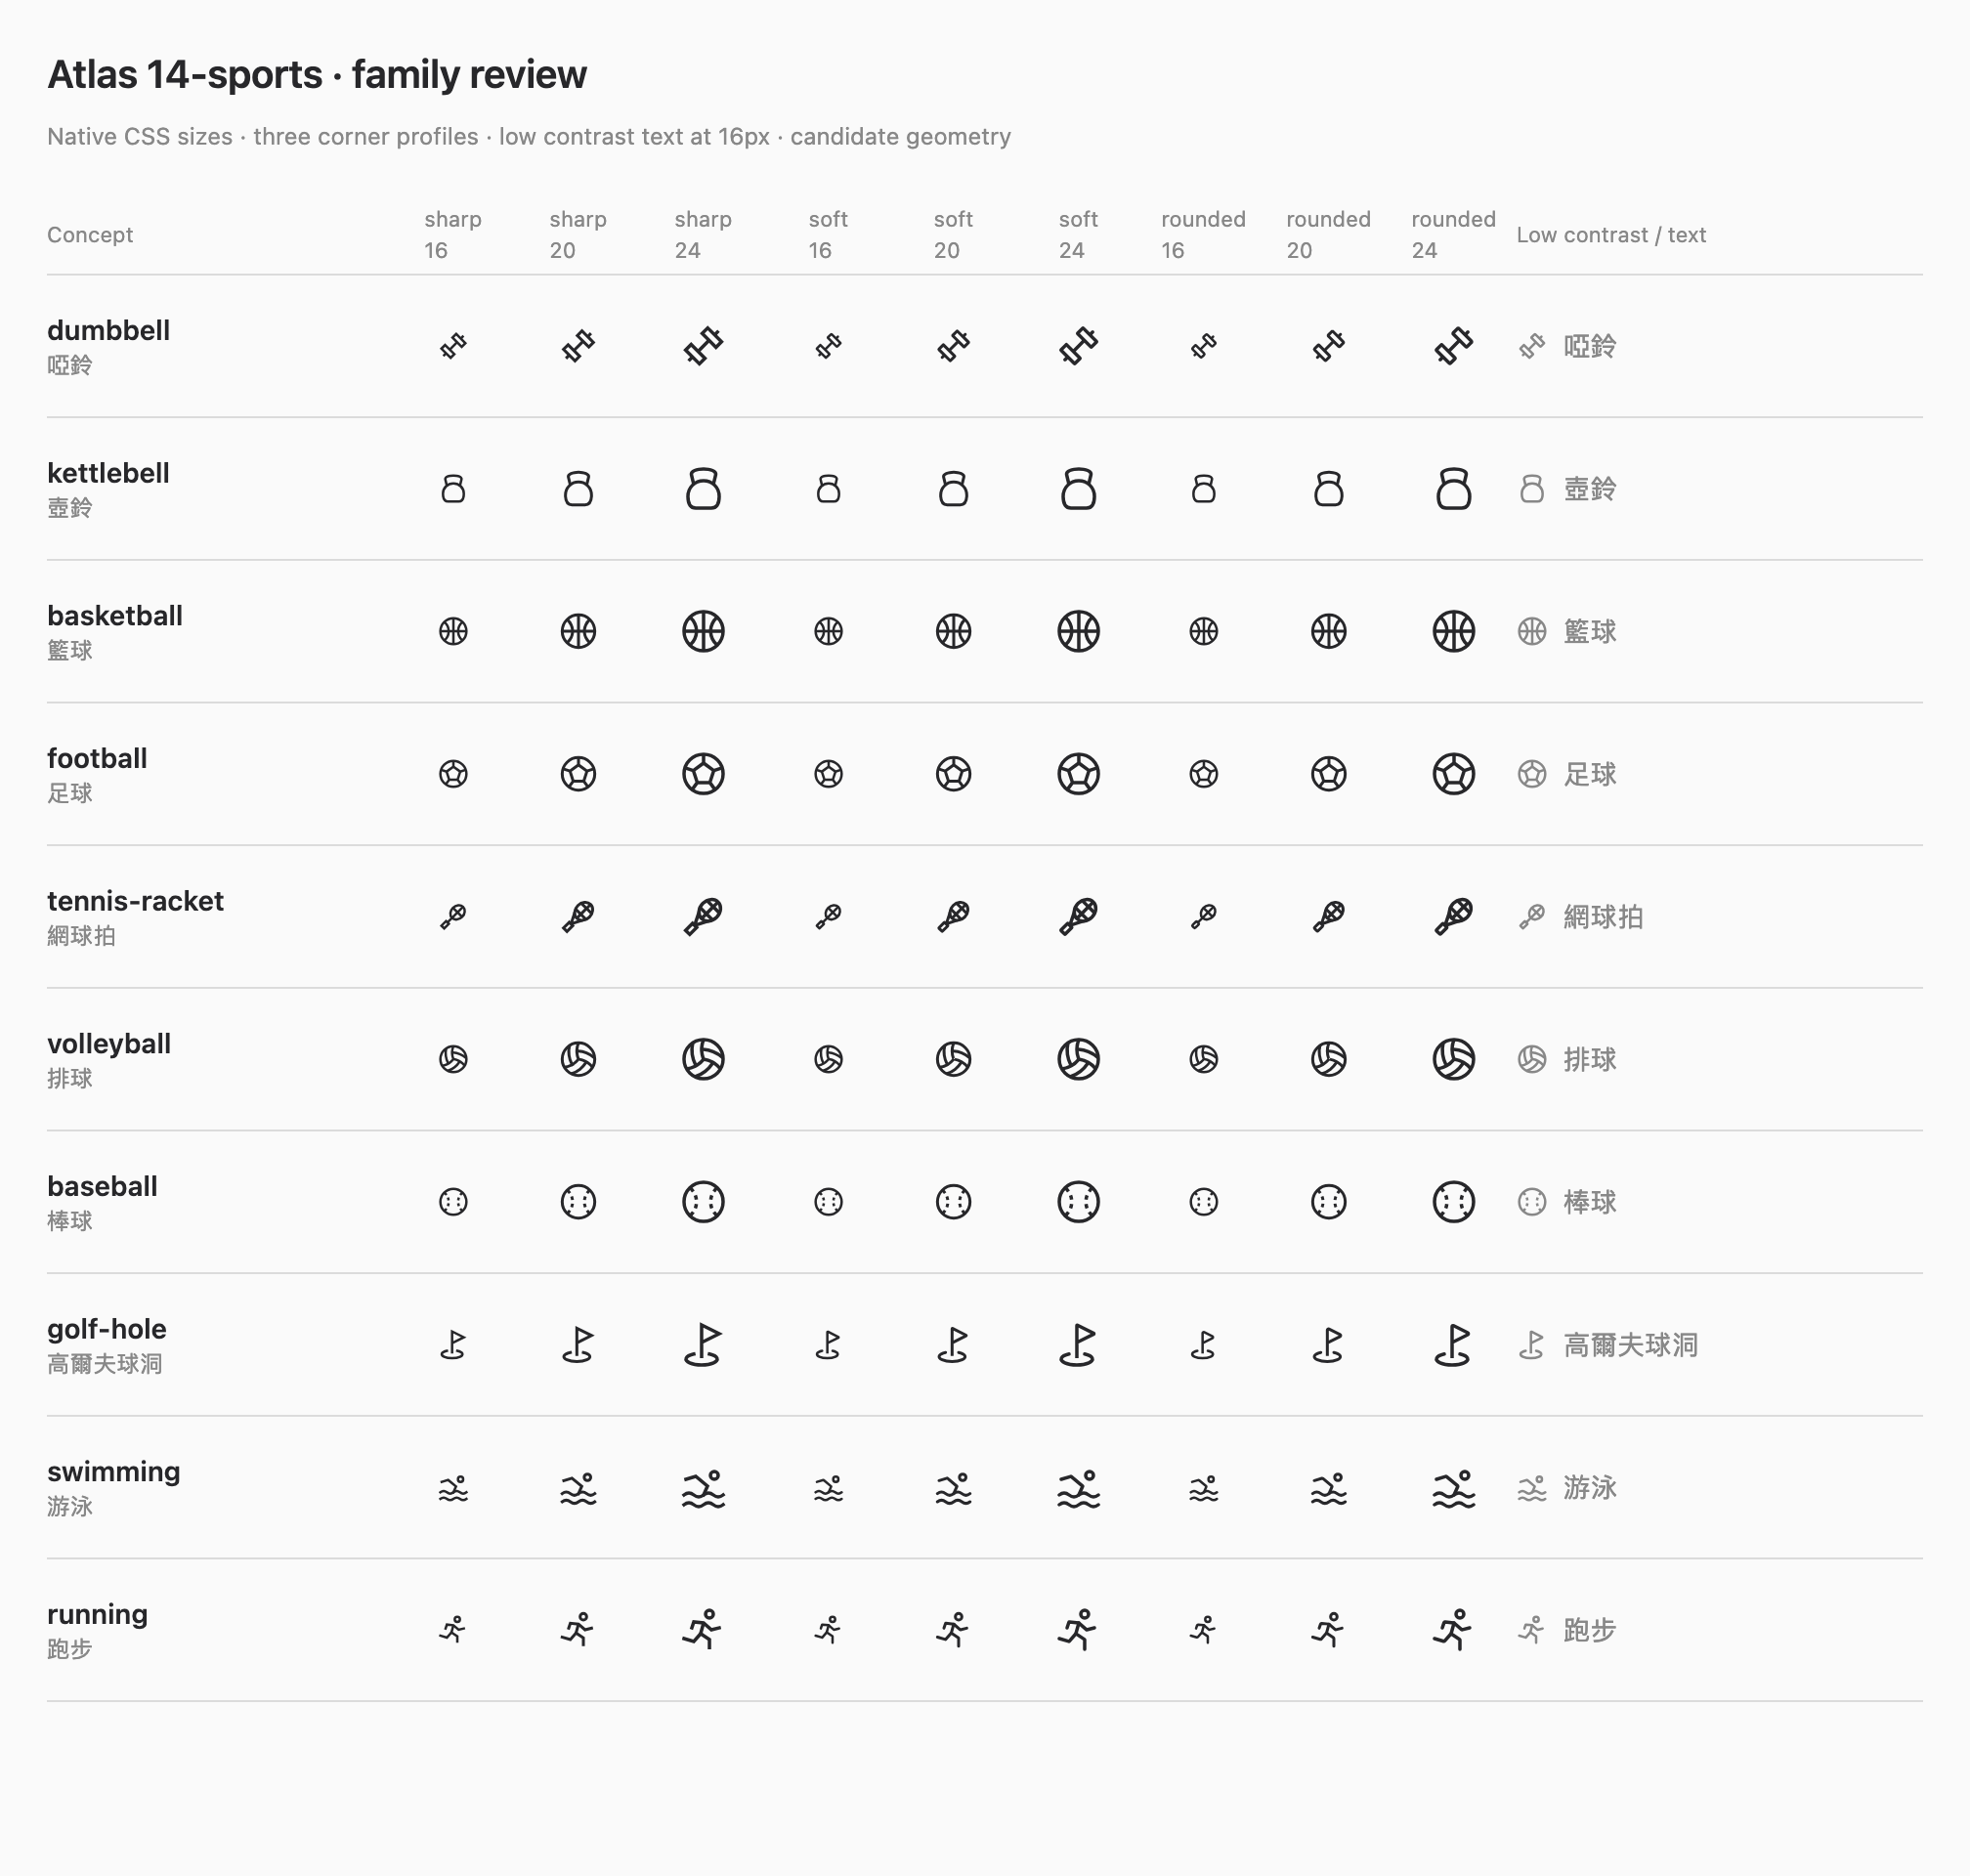 Atlas 14-sports · family review
Native CSS sizes · three corner profiles · low contrast text at 16px · candidate geometry
Concept
sharp 16
sharp 20
sharp 24
soft 16
soft 20
soft 24
rounded 16
rounded 20
rounded 24
Low contrast / text
dumbbell
啞鈴
啞鈴
kettlebell
壺鈴
壺鈴
basketball
籃球
籃球
football
足球
足球
tennis-racket
網球拍
網球拍
volleyball
排球
排球
baseball
棒球
棒球
golf-hole
高爾夫球洞
高爾夫球洞
swimming
游泳
游泳
running
跑步
跑步